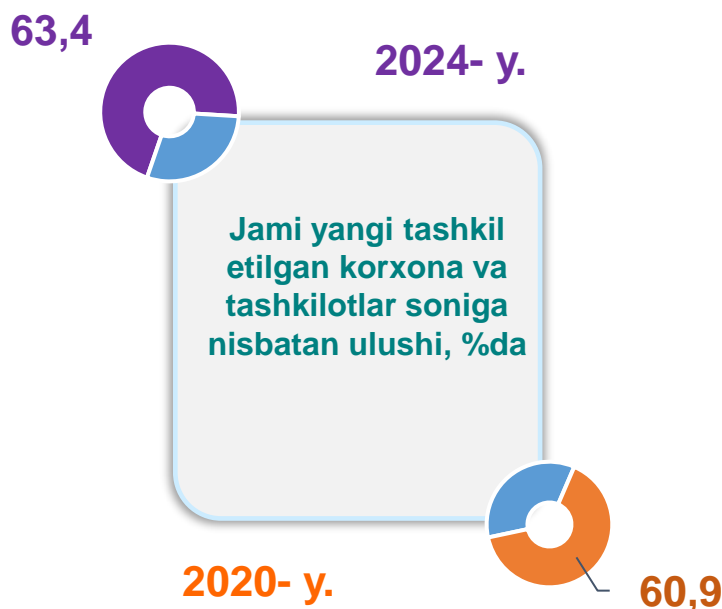 63,4
2024- y.
Jami yangi tashkil
etilgan korxona va
tashkilotlar soniga
nisbatan ulushi, %da
2020- y.
60,9